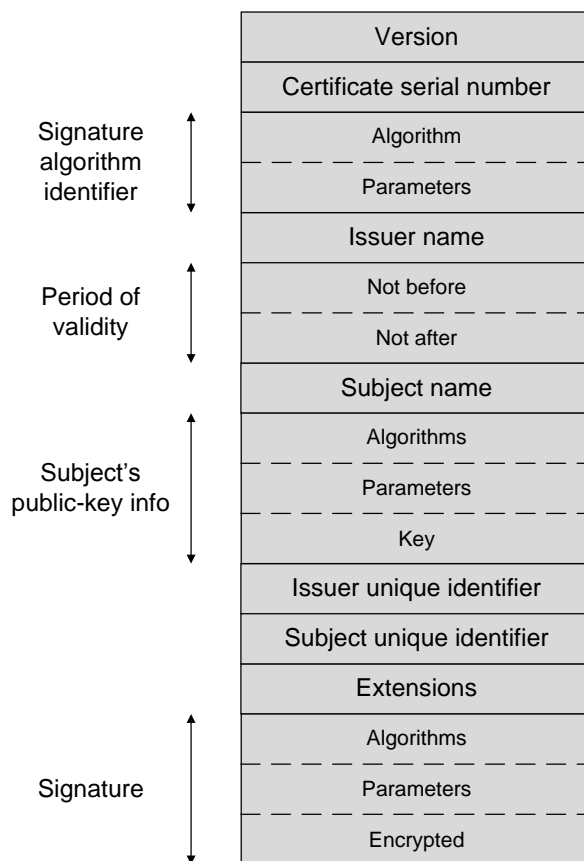 Version
Certificate serial number
Signature
algorithm
identifier
Algorithm
Parameters
Issuer name
Period of
validity
Not before
Not after
Subject name
Subject's
public-key info
Algorithms
Parameters
Key
Issuer unique identifier
Subject unique identifier
Extensions
Signature
Algorithms
Parameters
Encrypted